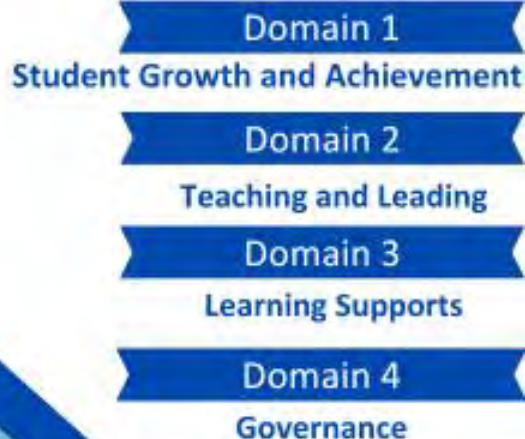 Domain 1
Student Growth and Achievement
Domain 2
Teaching and Leading
Domain 3
Learning Supports
Domain 4
Governance